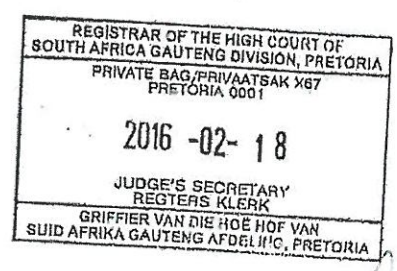 REGISTRAR OF THE HIGH COURT OF
SOUTH AFRICA GAUTENG DIVISION, PRETORIA
PRIVATE BAG/PRIVAATSAK X67
PRETORIA 0001
2016 -02- 18
JUDGE'S SECRETARY
REGTERS KLERK
GRIFFIER VAN DIE HOË HOF VAN
SUID AFRIKA GAUTENG AFDELING, PRETORIA